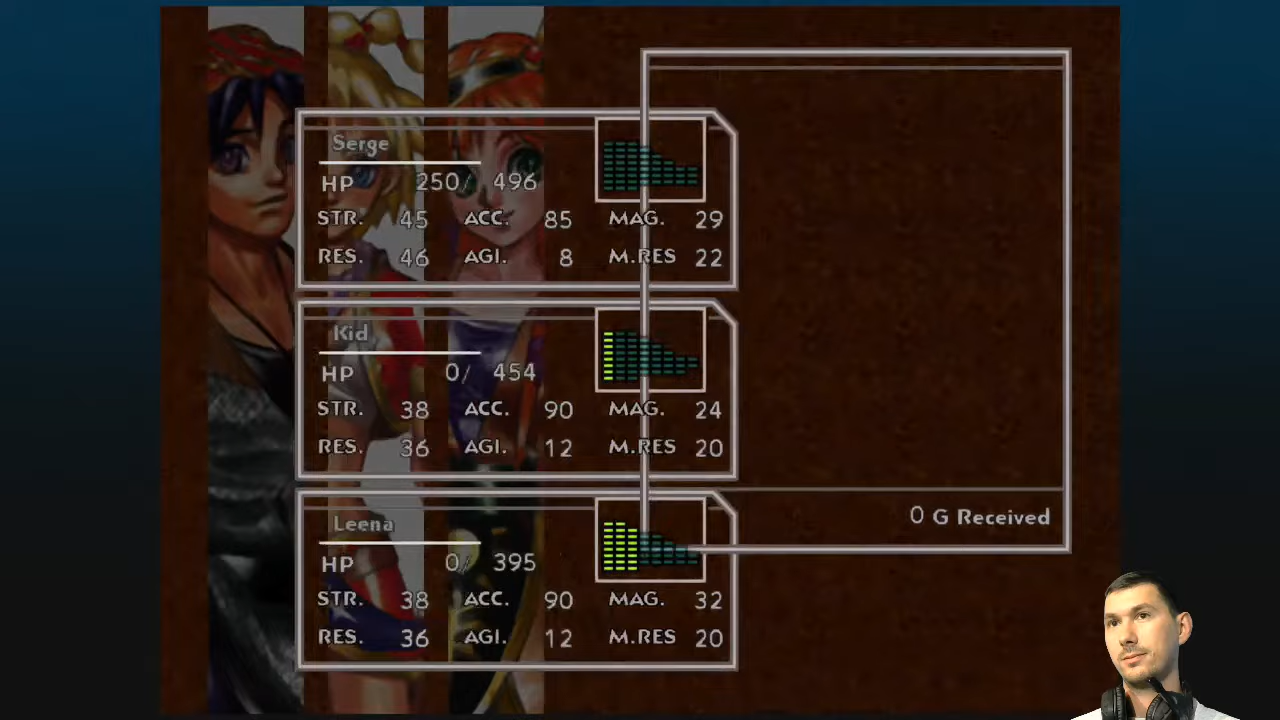 Serge
HP 250/ 496
STR. 45 ACC. 85 MAG. 29
RES. 46 AGI. 8 M.RES 22
Kid
HP 0/ 454
STR. 38 ACC. 90 MAG. 24
RES. 36 AGI. 12 M.RES 20
0 G Received
Leena
HP 0/ 395
STR. 38 ACC. 90 MAG. 32
RES. 36 AGI. 12 M.RES 20